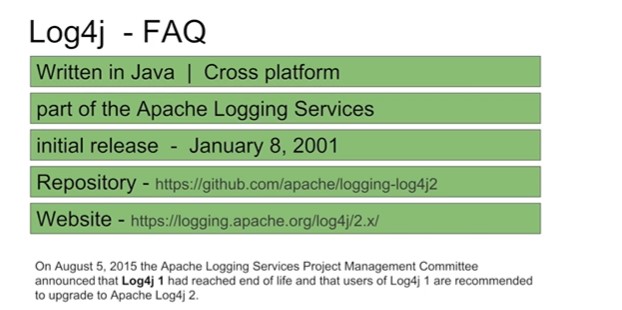 Log4j - FAQ
Written in Java | Cross platform
part of the Apache Logging Services
initial release - January 8, 2001
Repository - https://github.com/apache/logging-log4j2
Website - https://logging.apache.org/log4j/2.x/
On August 5, 2015 the Apache Logging Services Project Management Committee
announced that Log4j 1 had reached end of life and that users of Log4j 1 are recommended
to upgrade to Apache Log4j 2.